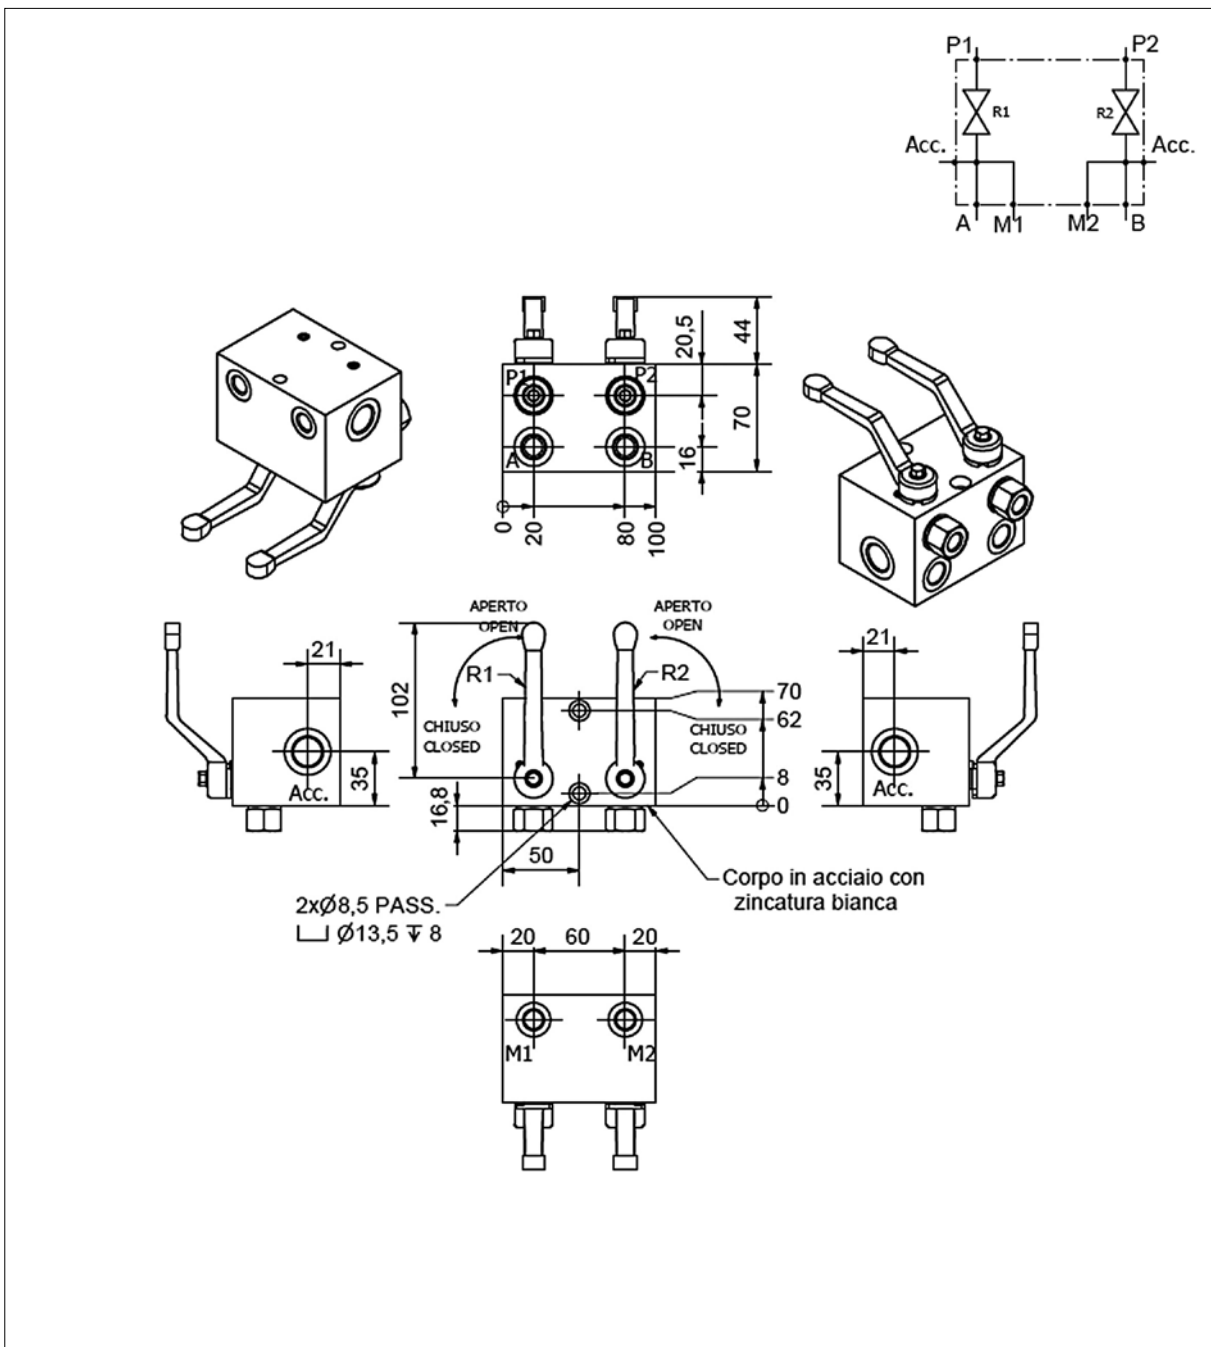 P1 P2
R1 R2
Acc. Acc.
A M1 M2 B
20,5 44
P1 P2
70
16
A B
0 20 80 100
APERTO
OPEN
APERTO
OPEN
21
102
R1 R2
70
62
CHIUSO
CLOSED
CHIUSO
CLOSED
8
0
35
Acc.
16,8
50
21
35
Acc.
Corpo in acciaio con
zincatura bianca
2xØ8,5 PASS.
⌴ Ø13,5 ↧ 8
20 60 20
M1 M2